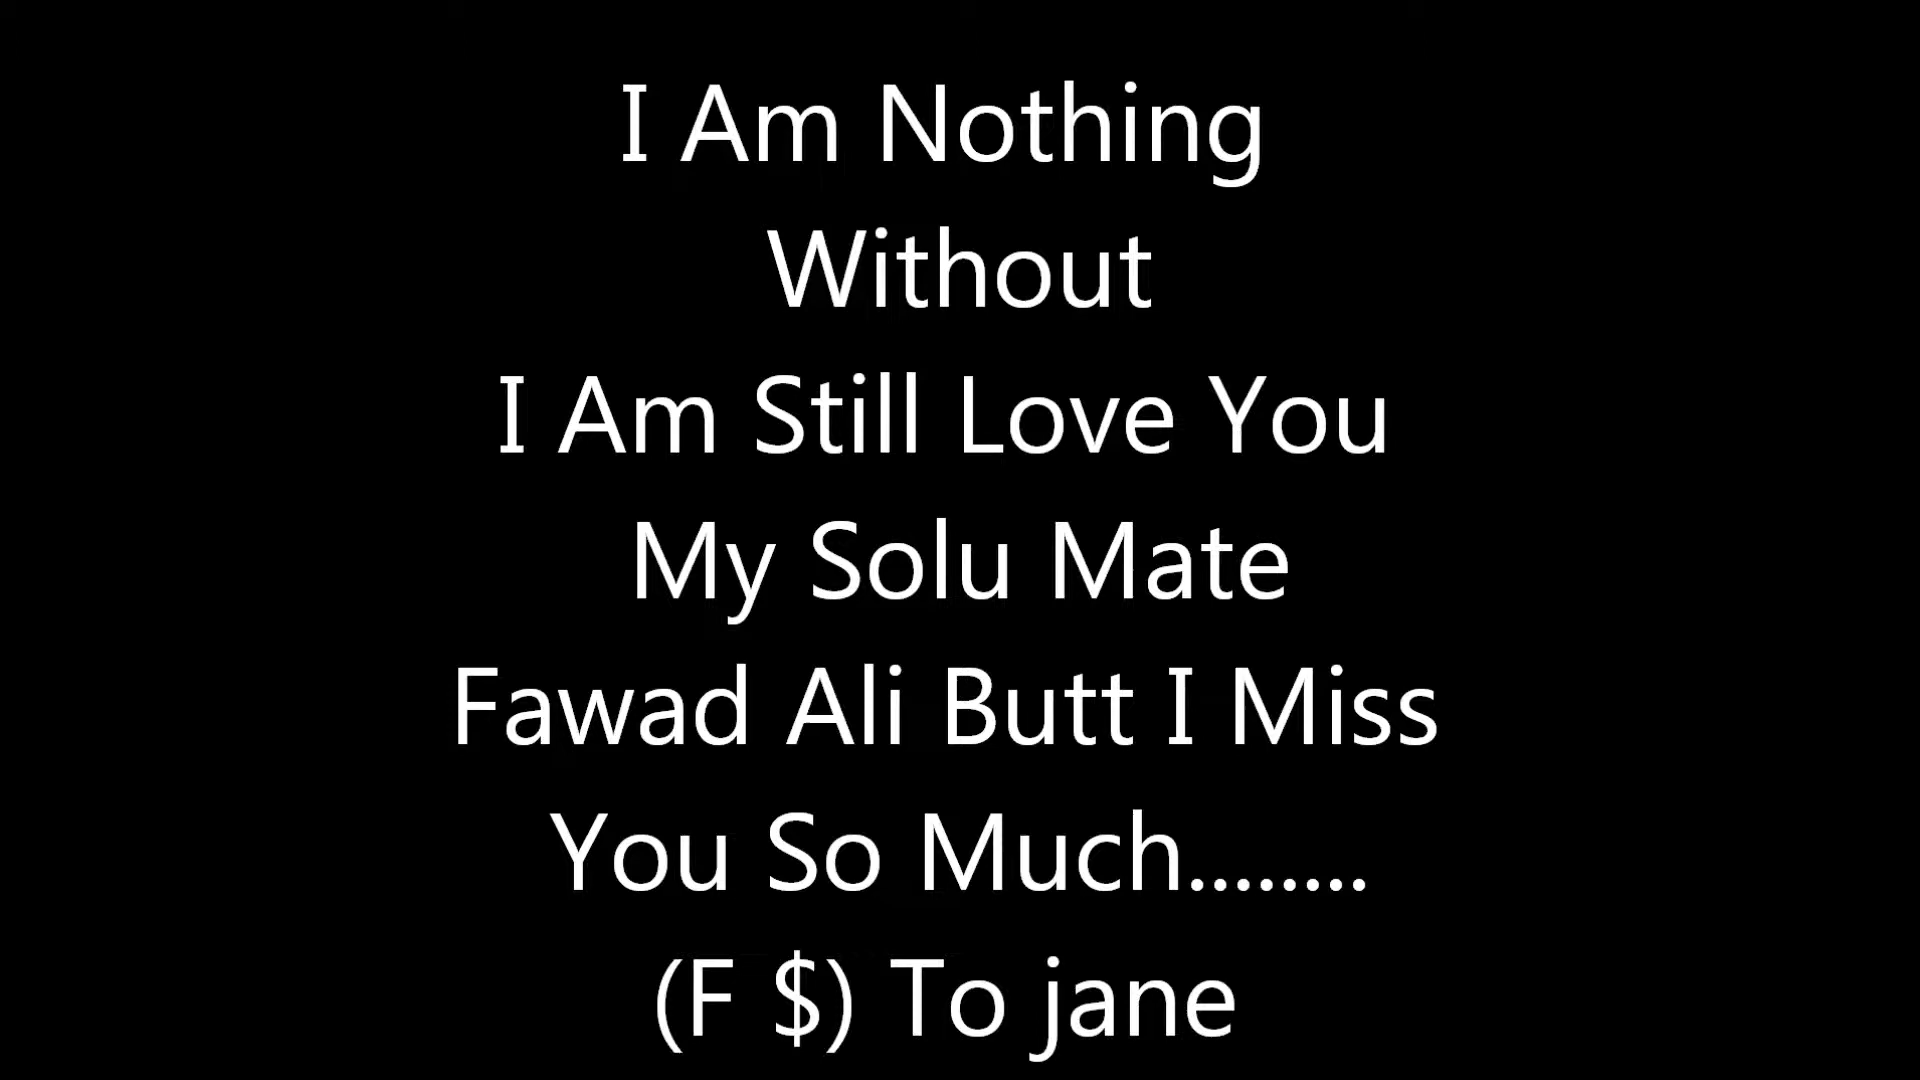 I Am Nothing
Without
I Am Still Love You
My Solu Mate
Fawad Ali Butt I Miss
You So Much........
(F $) To jane